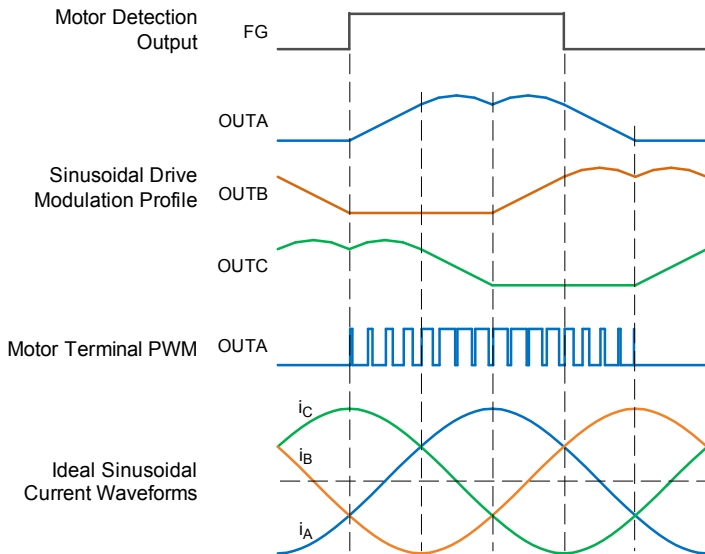 Motor Detection
Output
FG
OUTA
Sinusoidal Drive
Modulation Profile
OUTB
OUTC
Motor Terminal PWM
OUTA
iC
iB
Ideal Sinusoidal
Current Waveforms
iA